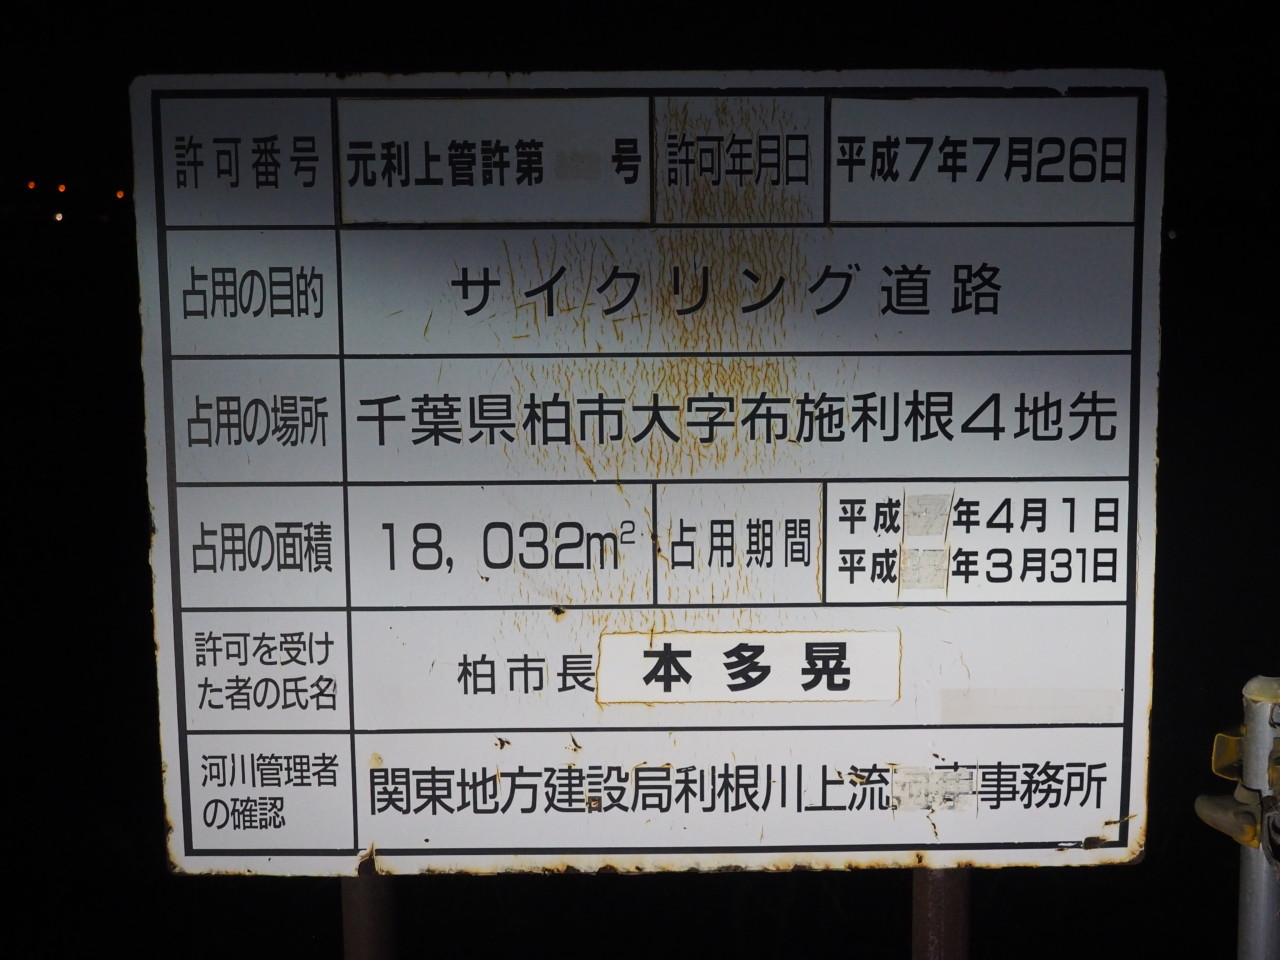 許可番号 元利上管許第 号 許可年月日 平成7年7月26日
占用の目的 サイクリング道路
占用の場所 千葉県柏市大字布施利根4地先
占用の面積 18,032m² 占用期間 平成 年4月1日
平成 年3月31日
許可を受け
た者の氏名
柏市長 本多晃
河川管理者
の確認
関東地方建設局利根川上流 事務所